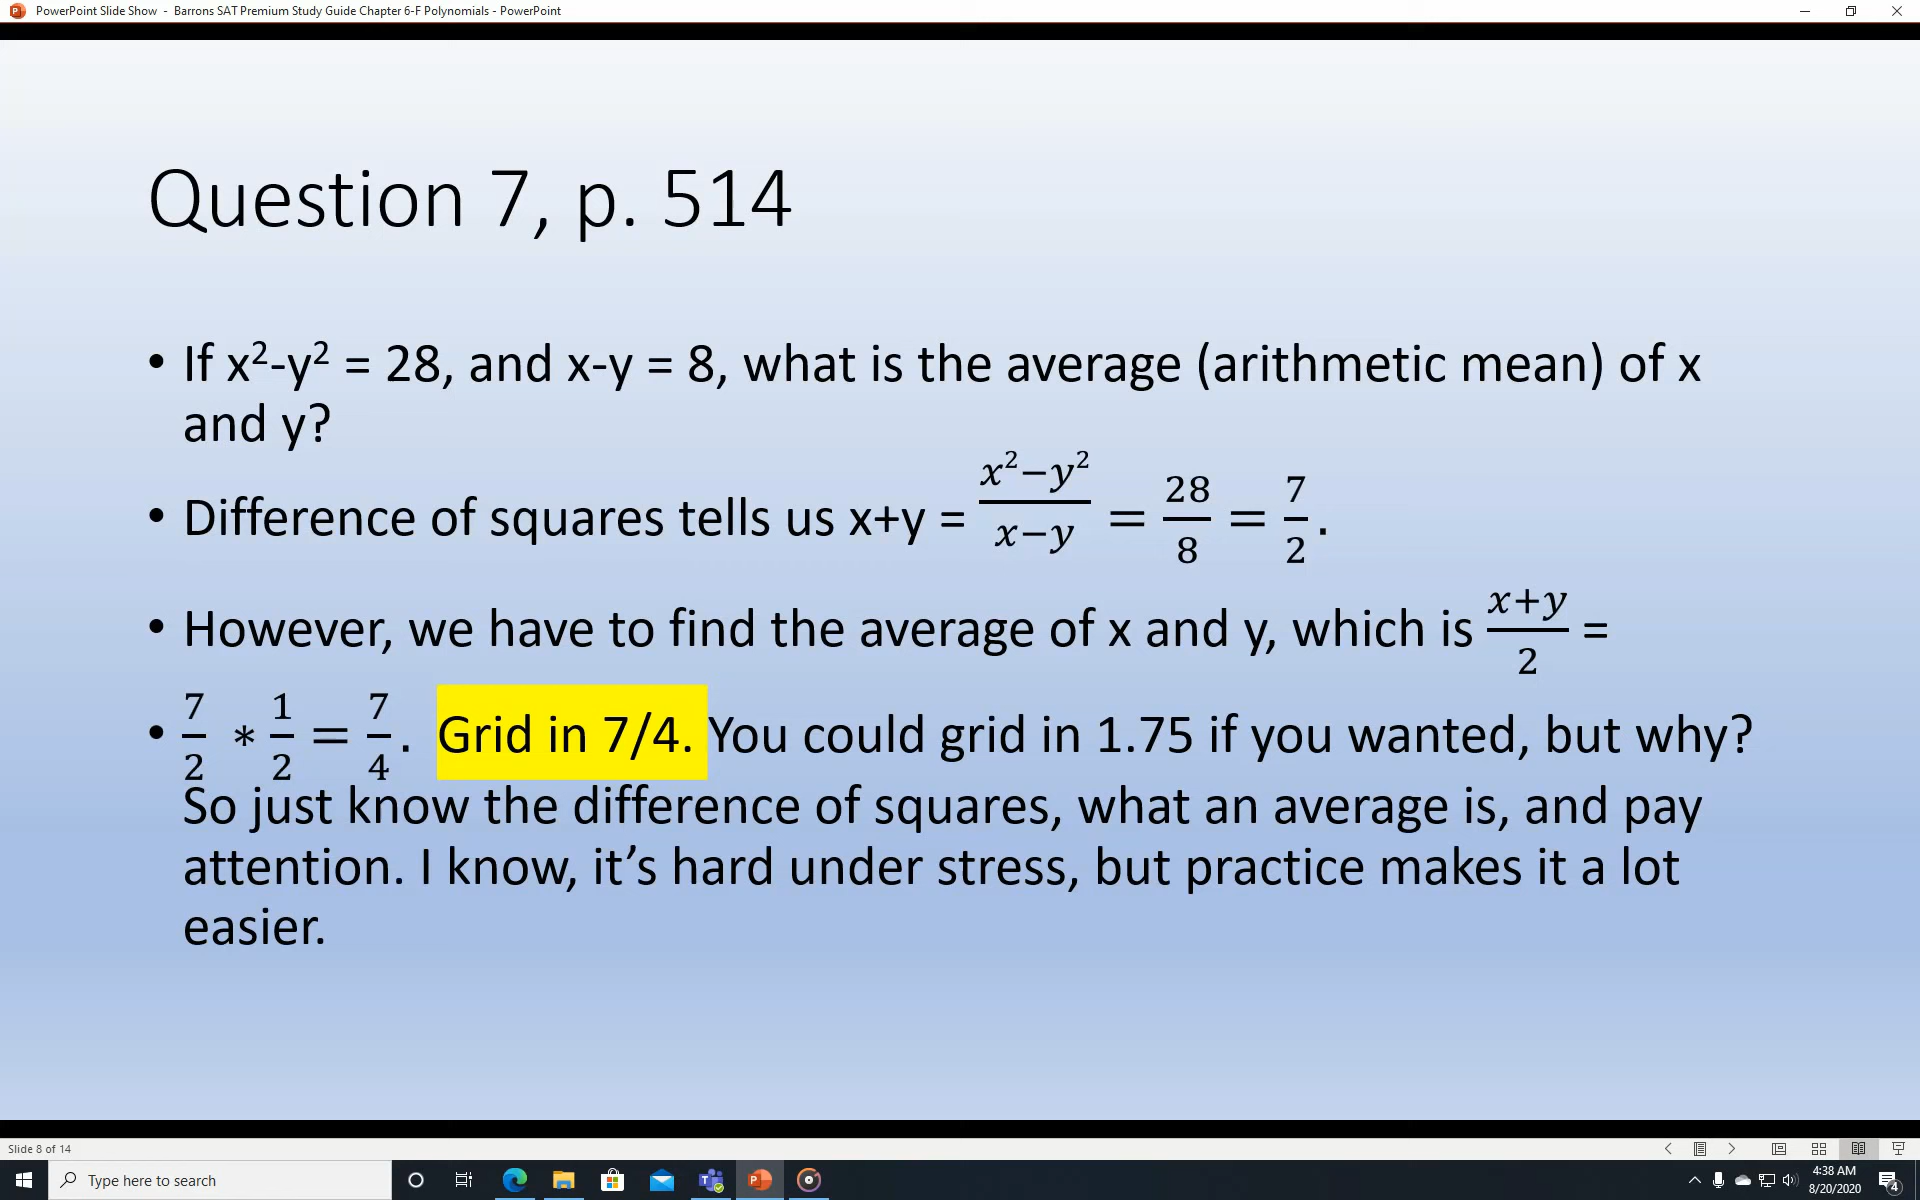 PowerPoint Slide Show - Barrons SAT Premium Study Guide Chapter 6-F Polynomials - PowerPoint
Question 7, p. 514
• If x²-y² = 28, and x-y = 8, what is the average (arithmetic mean) of x
and y?
• Difference of squares tells us x+y = (x²−y²)/(x−y) = 28/8 = 7/2.
• However, we have to find the average of x and y, which is (x+y)/2 =
• 7/2 * 1/2 = 7/4. Grid in 7/4. You could grid in 1.75 if you wanted, but why?
So just know the difference of squares, what an average is, and pay
attention. I know, it’s hard under stress, but practice makes it a lot
easier.
Slide 8 of 14
Type here to search
4:38 AM
8/20/2020
4